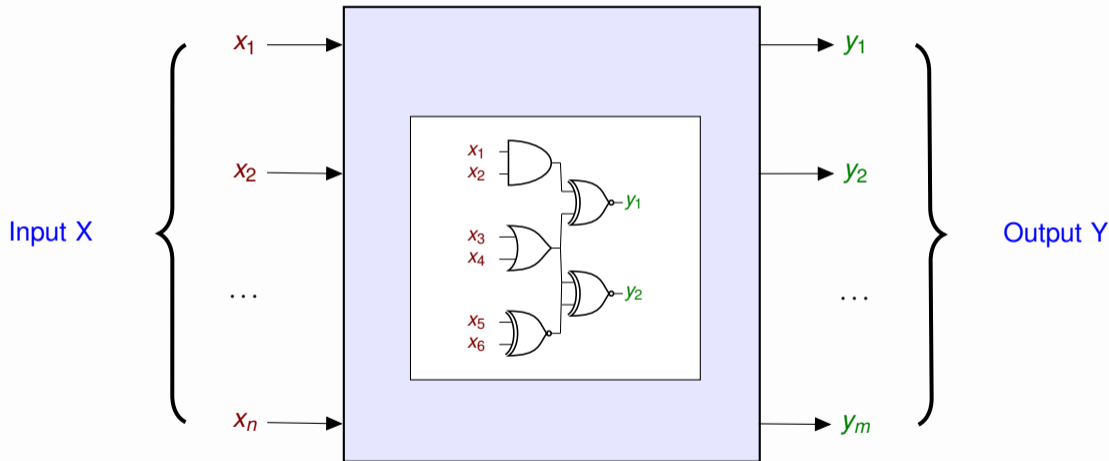 x1
x2
Input X
...
xn
x1
x2
x3
x4
x5
x6
y1
y2
y1
y2
Output Y
...
ym